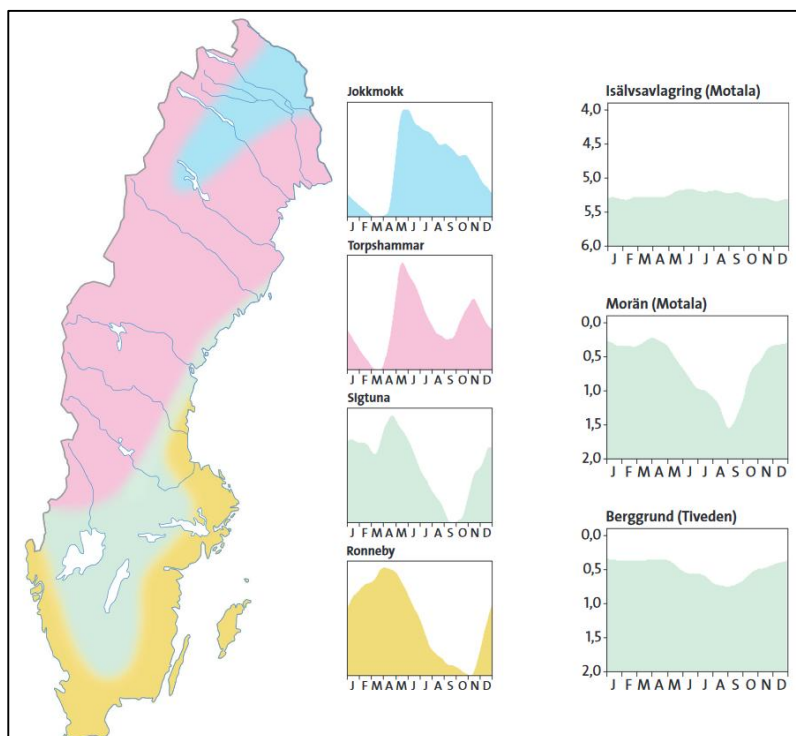 Jokkmokk
J F M A M J J A S O N D
Torpshammar
J F M A M J J A S O N D
Sigtuna
J F M A M J J A S O N D
Ronneby
J F M A M J J A S O N D
Isälvsavlagring (Motala)
4,0
4,5
5,0
5,5
6,0
J F M A M J J A S O N D
Morän (Motala)
0,0
0,5
1,0
1,5
2,0
J F M A M J J A S O N D
Berggrund (Tiveden)
0,0
0,5
1,0
1,5
2,0
J F M A M J J A S O N D